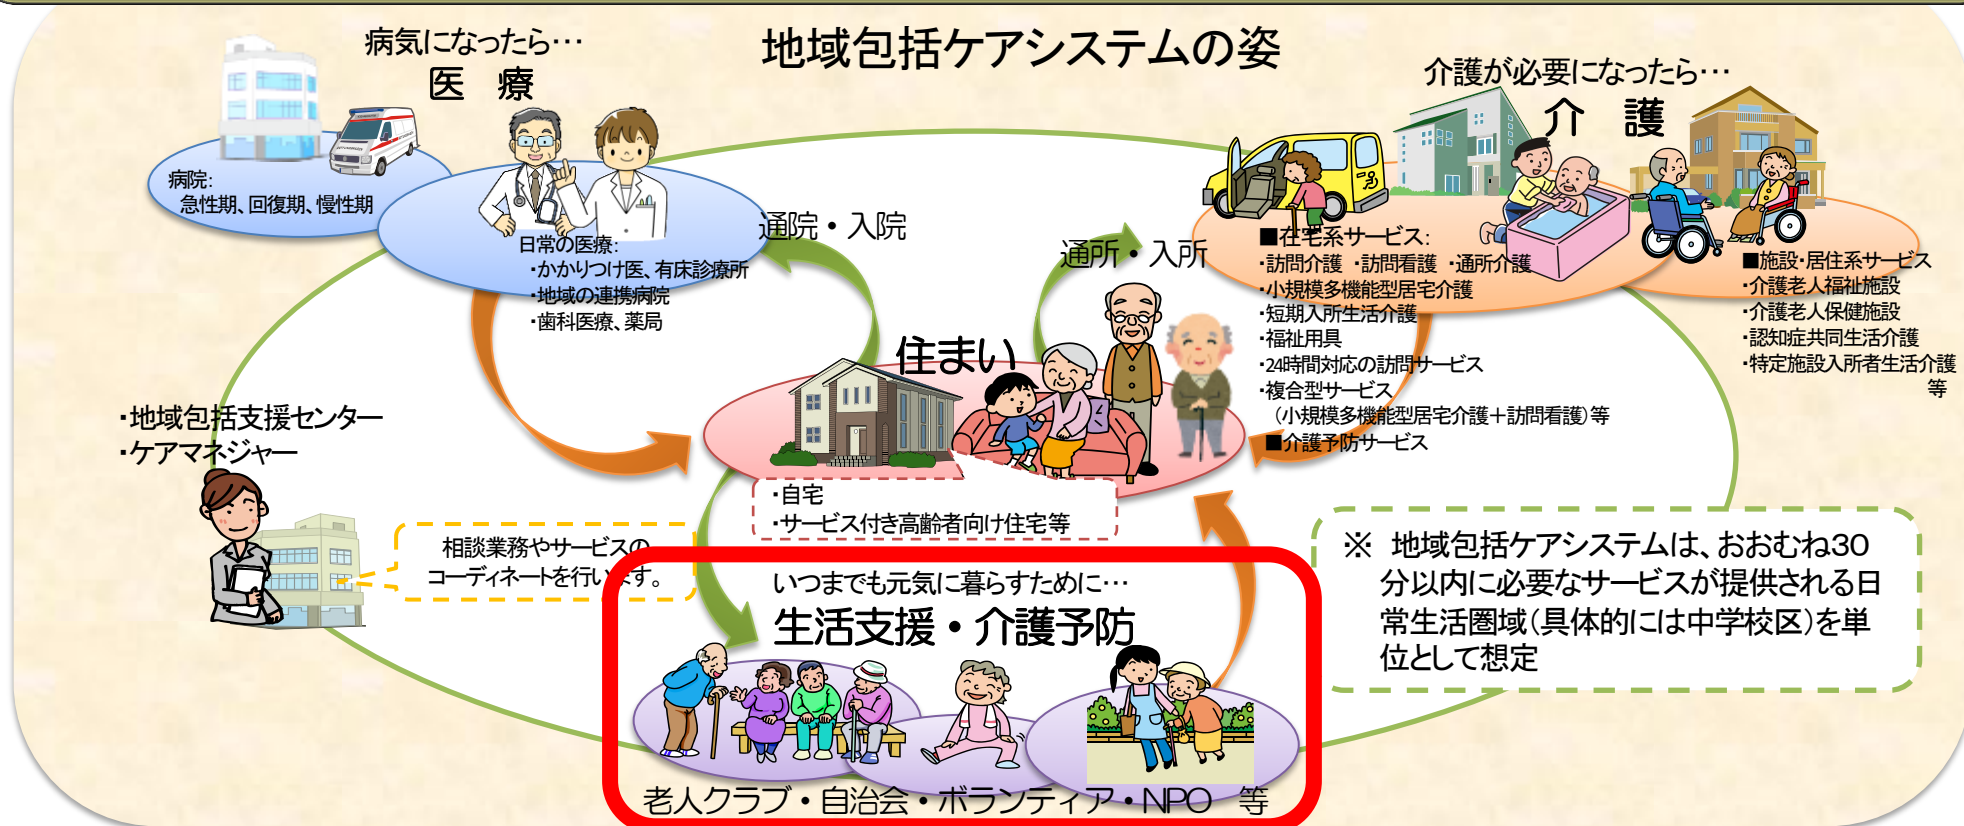 地域包括ケアシステムの姿
病気になったら…
医　療
病院:
急性期、回復期、慢性期
日常の医療:
・かかりつけ医、有床診療所
・地域の連携病院
・歯科医療、薬局
通院・入院
通所・入所
介護が必要になったら…
介　護
■在宅系サービス:
・訪問介護　・訪問看護　・通所介護
・小規模多機能型居宅介護
・短期入所生活介護
・福祉用具
・24時間対応の訪問サービス
・複合型サービス
（小規模多機能型居宅介護＋訪問看護）等
■介護予防サービス
■施設・居住系サービス
・介護老人福祉施設
・介護老人保健施設
・認知症共同生活介護
・特定施設入所者生活介護
等
住まい
・自宅
・サービス付き高齢者向け住宅等
・地域包括支援センター
・ケアマネジャー
相談業務やサービスの
コーディネートを行います。
いつまでも元気に暮らすために…
生活支援・介護予防
老人クラブ・自治会・ボランティア・NPO　等
※　地域包括ケアシステムは、おおむね30
分以内に必要なサービスが提供される日
常生活圏域（具体的には中学校区）を単
位として想定